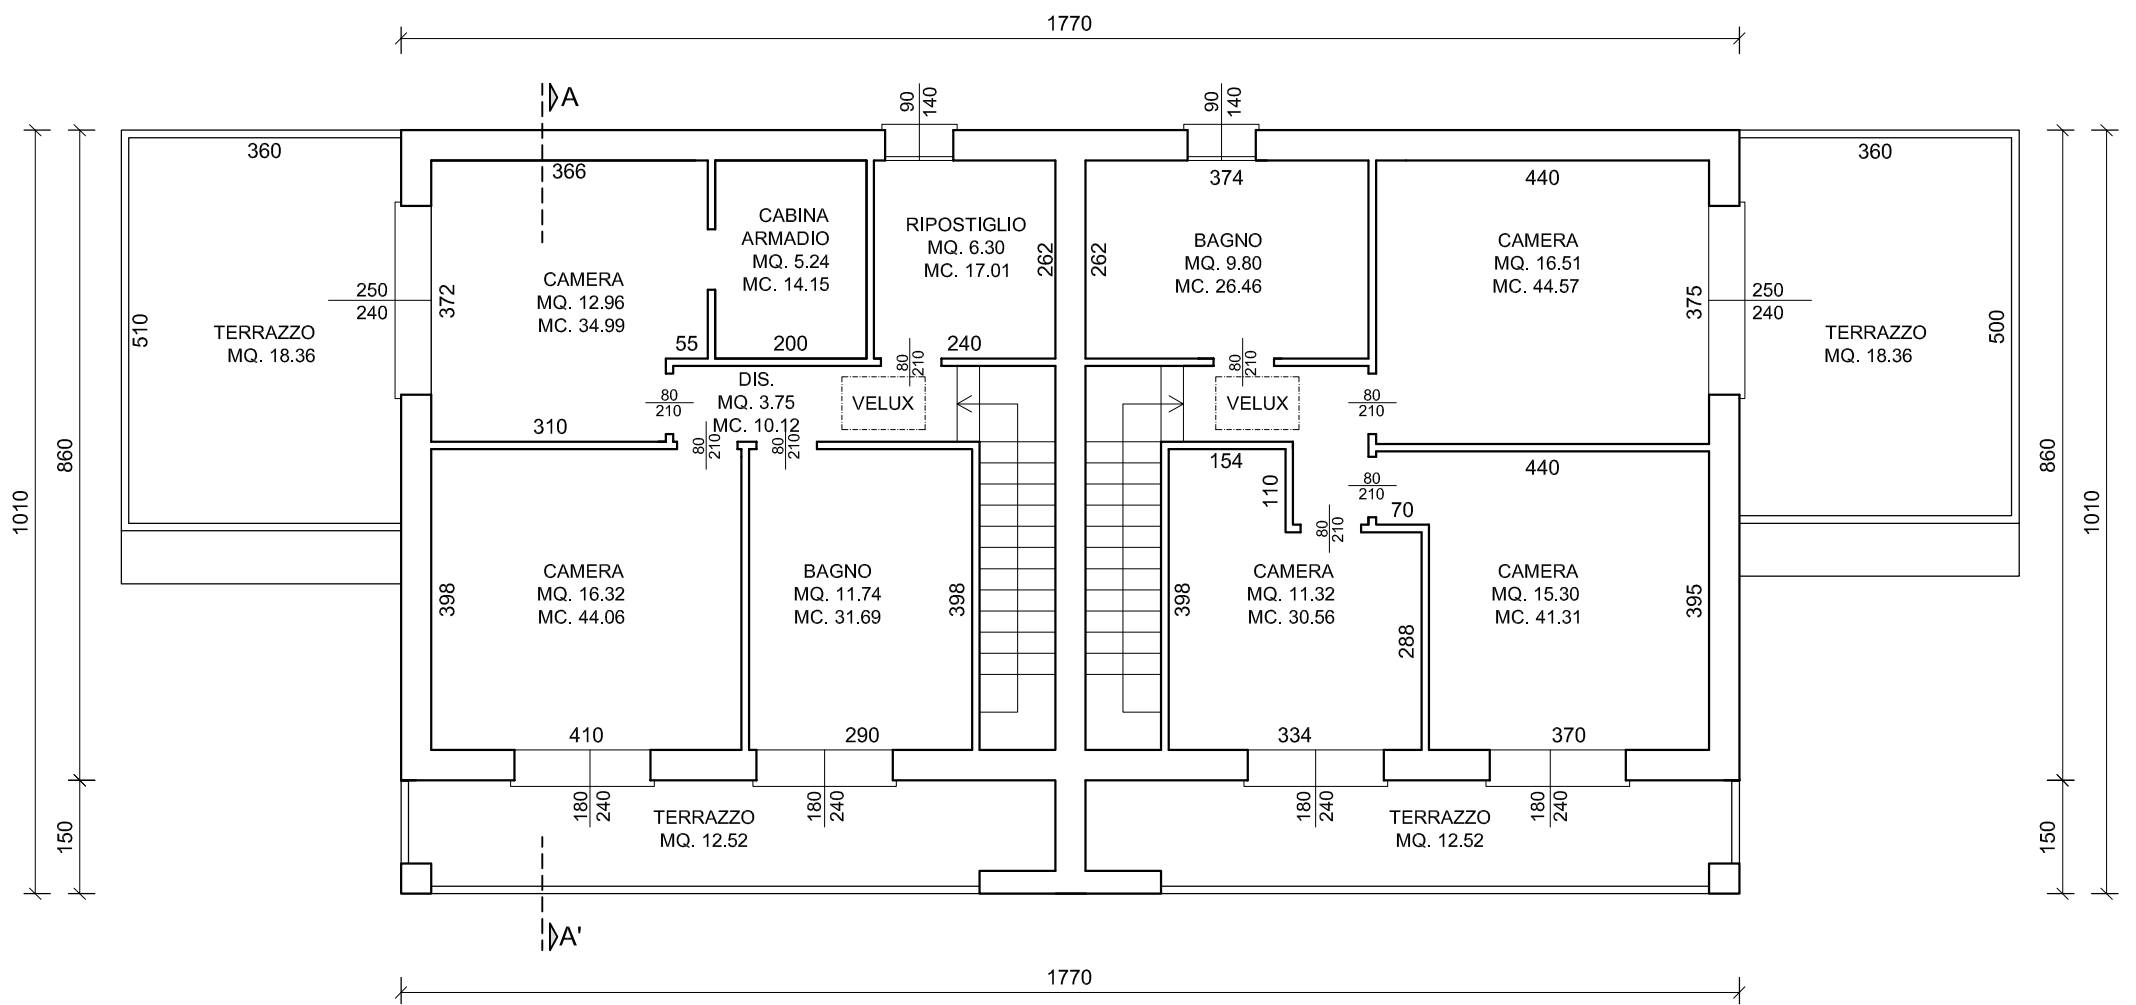 1770
A
90
140
90
140
360
366
374
440
360
CABINA
ARMADIO
MQ. 5.24
MC. 14.15
RIPOSTIGLIO
MQ. 6.30
MC. 17.01
262
262
BAGNO
MQ. 9.80
MC. 26.46
CAMERA
MQ. 16.51
MC. 44.57
CAMERA
MQ. 12.96
MC. 34.99
372
250
240
510
TERRAZZO
MQ. 18.36
375
250
240
TERRAZZO
MQ. 18.36
500
55
200
240
80
210
80
210
DIS.
MQ. 3.75
MC. 10.12
VELUX
VELUX
80
210
80
210
310
80
210
80
210
154
440
110
80
210
70
80
210
860
1010
860
1010
CAMERA
MQ. 16.32
MC. 44.06
398
BAGNO
MQ. 11.74
MC. 31.69
398
398
CAMERA
MQ. 11.32
MC. 30.56
288
CAMERA
MQ. 15.30
MC. 41.31
395
410
290
334
370
180
240
180
240
180
240
180
240
TERRAZZO
MQ. 12.52
TERRAZZO
MQ. 12.52
150
150
A'
1770